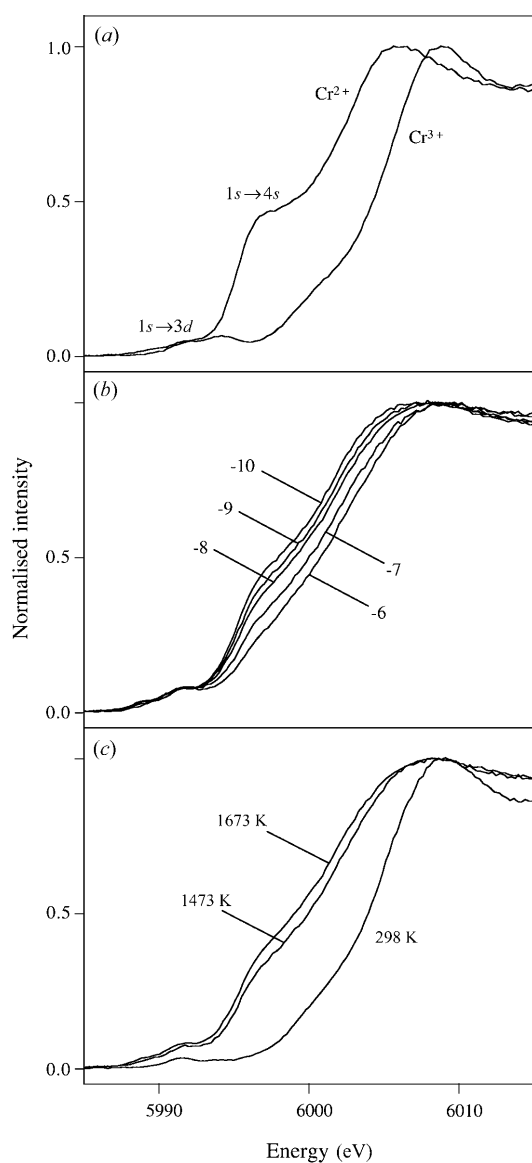 (a)
1.0
Cr2+
Cr3+
1s→4s
0.5
1s→3d
0.0
(b)
-10
-9
-8
0.5
-7
-6
0.0
Normalised intensity
(c)
1673 K
1473 K
0.5
298 K
0.0
5990 6000 6010
Energy (eV)